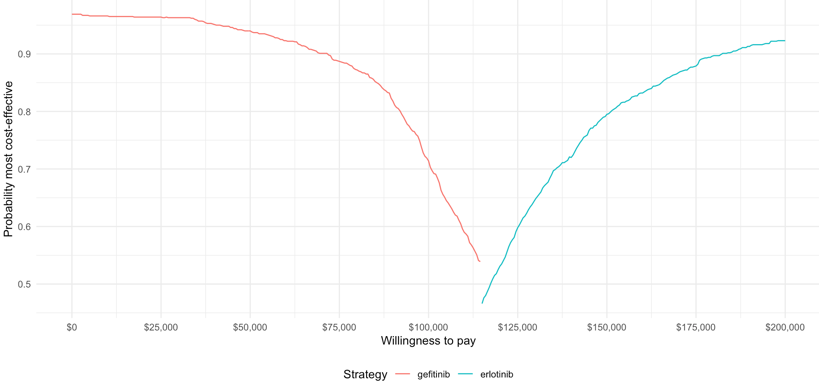 Probability most cost-effective
0.9
0.8
0.7
0.6
0.5
$0 $25,000 $50,000 $75,000 $100,000 $125,000 $150,000 $175,000 $200,000
Willingness to pay
Strategy gefitinib erlotinib